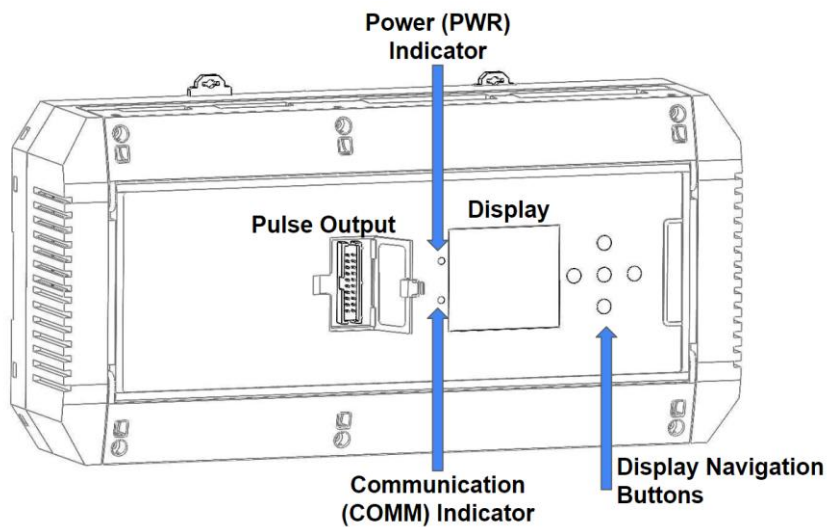 Power (PWR)
Indicator
Pulse Output
Display
Communication
(COMM) Indicator
Display Navigation
Buttons